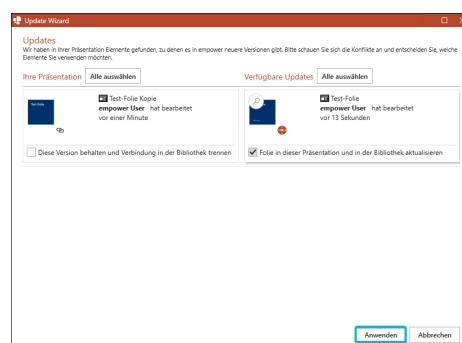 Update Wizard
Updates
Wir haben in Ihrer Präsentation Elemente gefunden, zu denen es in empower neuere Versionen gibt. Bitte schauen Sie sich die Konflikte an und entscheiden Sie, welche
Elemente Sie verwenden möchten.
Ihre Präsentation Alle auswählen
Verfügbare Updates Alle auswählen
Test-Folie Kopie
empower User hat bearbeitet
vor einer Minute
Diese Version behalten und Verbindung in der Bibliothek trennen
Test-Folie
empower User hat bearbeitet
vor 13 Sekunden
Folie in dieser Präsentation und in der Bibliothek aktualisieren
Anwenden Abbrechen